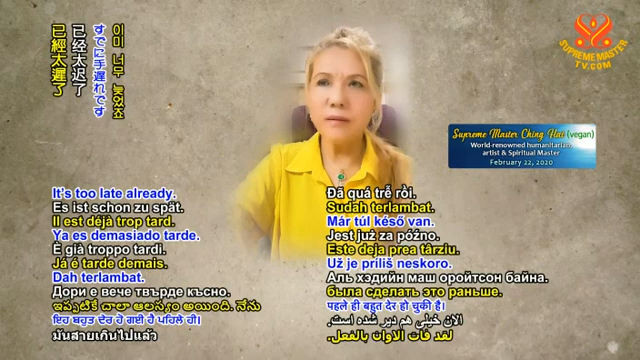 이미 너무 늦었죠
すでに手遅れです
已经太迟了
已經太遲了
SUPREME MASTER
TV.COM
Supreme Master Ching Hai (vegan)
World-renowned humanitarian,
artist & Spiritual Master
February 22, 2020
It's too late already.
Es ist schon zu spät.
Il est déjà trop tard.
Ya es demasiado tarde.
È già troppo tardi.
Já é tarde demais.
Dah terlambat.
Дори е вече твърде късно.
ఇప్పటికే చాలా ఆలస్యం అయింది. నేను
ਇਹ ਬਹੁਤ ਦੇਰ ਹੋ ਗਈ ਹੈ ਪਹਿਲੇ ਹੀ।
มันสายเกินไปแล้ว
Đã quá trễ rồi.
Sudah terlambat.
Már túl késő van.
Jest już za późno.
Este deja prea târziu.
Už je príliš neskoro.
Аль хэдийн маш оройтсон байна.
была сделать это раньше.
पहले ही बहुत देर हो चुकी है।
الان خیلی هم دیر شده است.
لقد فات الاوان بالفعل.